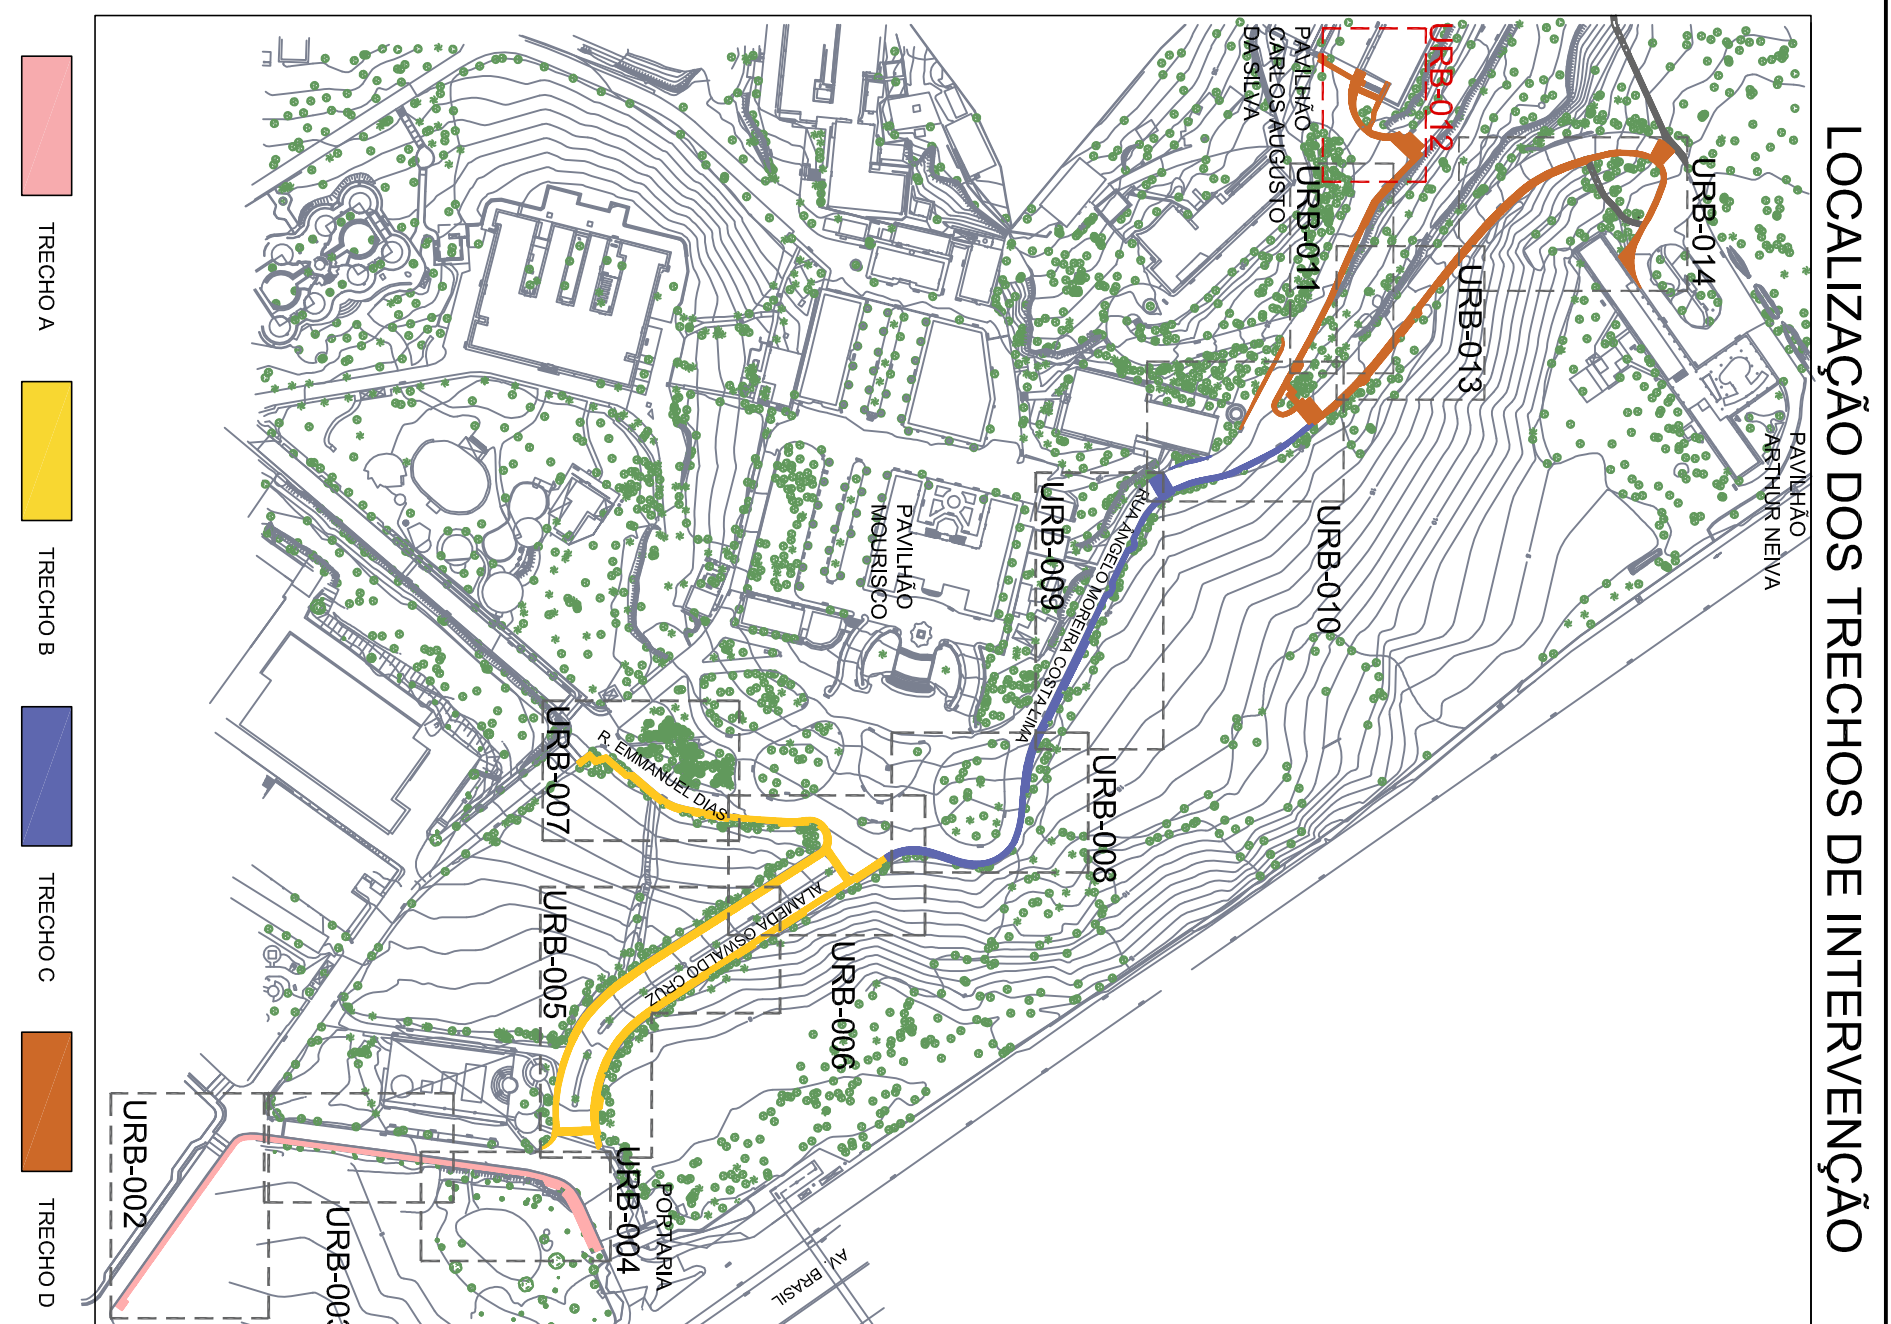 LOCALIZAÇÃO DOS TRECHOS DE INTERVENÇÃO
PAVILHÃO
ARTHUR NEIVA
URB-014
URB-013
URB-012
URB-011
PAVILHÃO
CARLOS AUGUSTO
DA SILVA
URB-010
URB-009
RUA ANGELO MOREIRA COSTA LIMA
PAVILHÃO
MOURISCO
URB-008
URB-007
R. EMMANUEL DIAS
URB-006
ALAMEDA OSWALDO CRUZ
URB-005
URB-004
PORTARIA
AV. BRASIL
URB-002
TRECHO A
TRECHO B
TRECHO C
TRECHO D